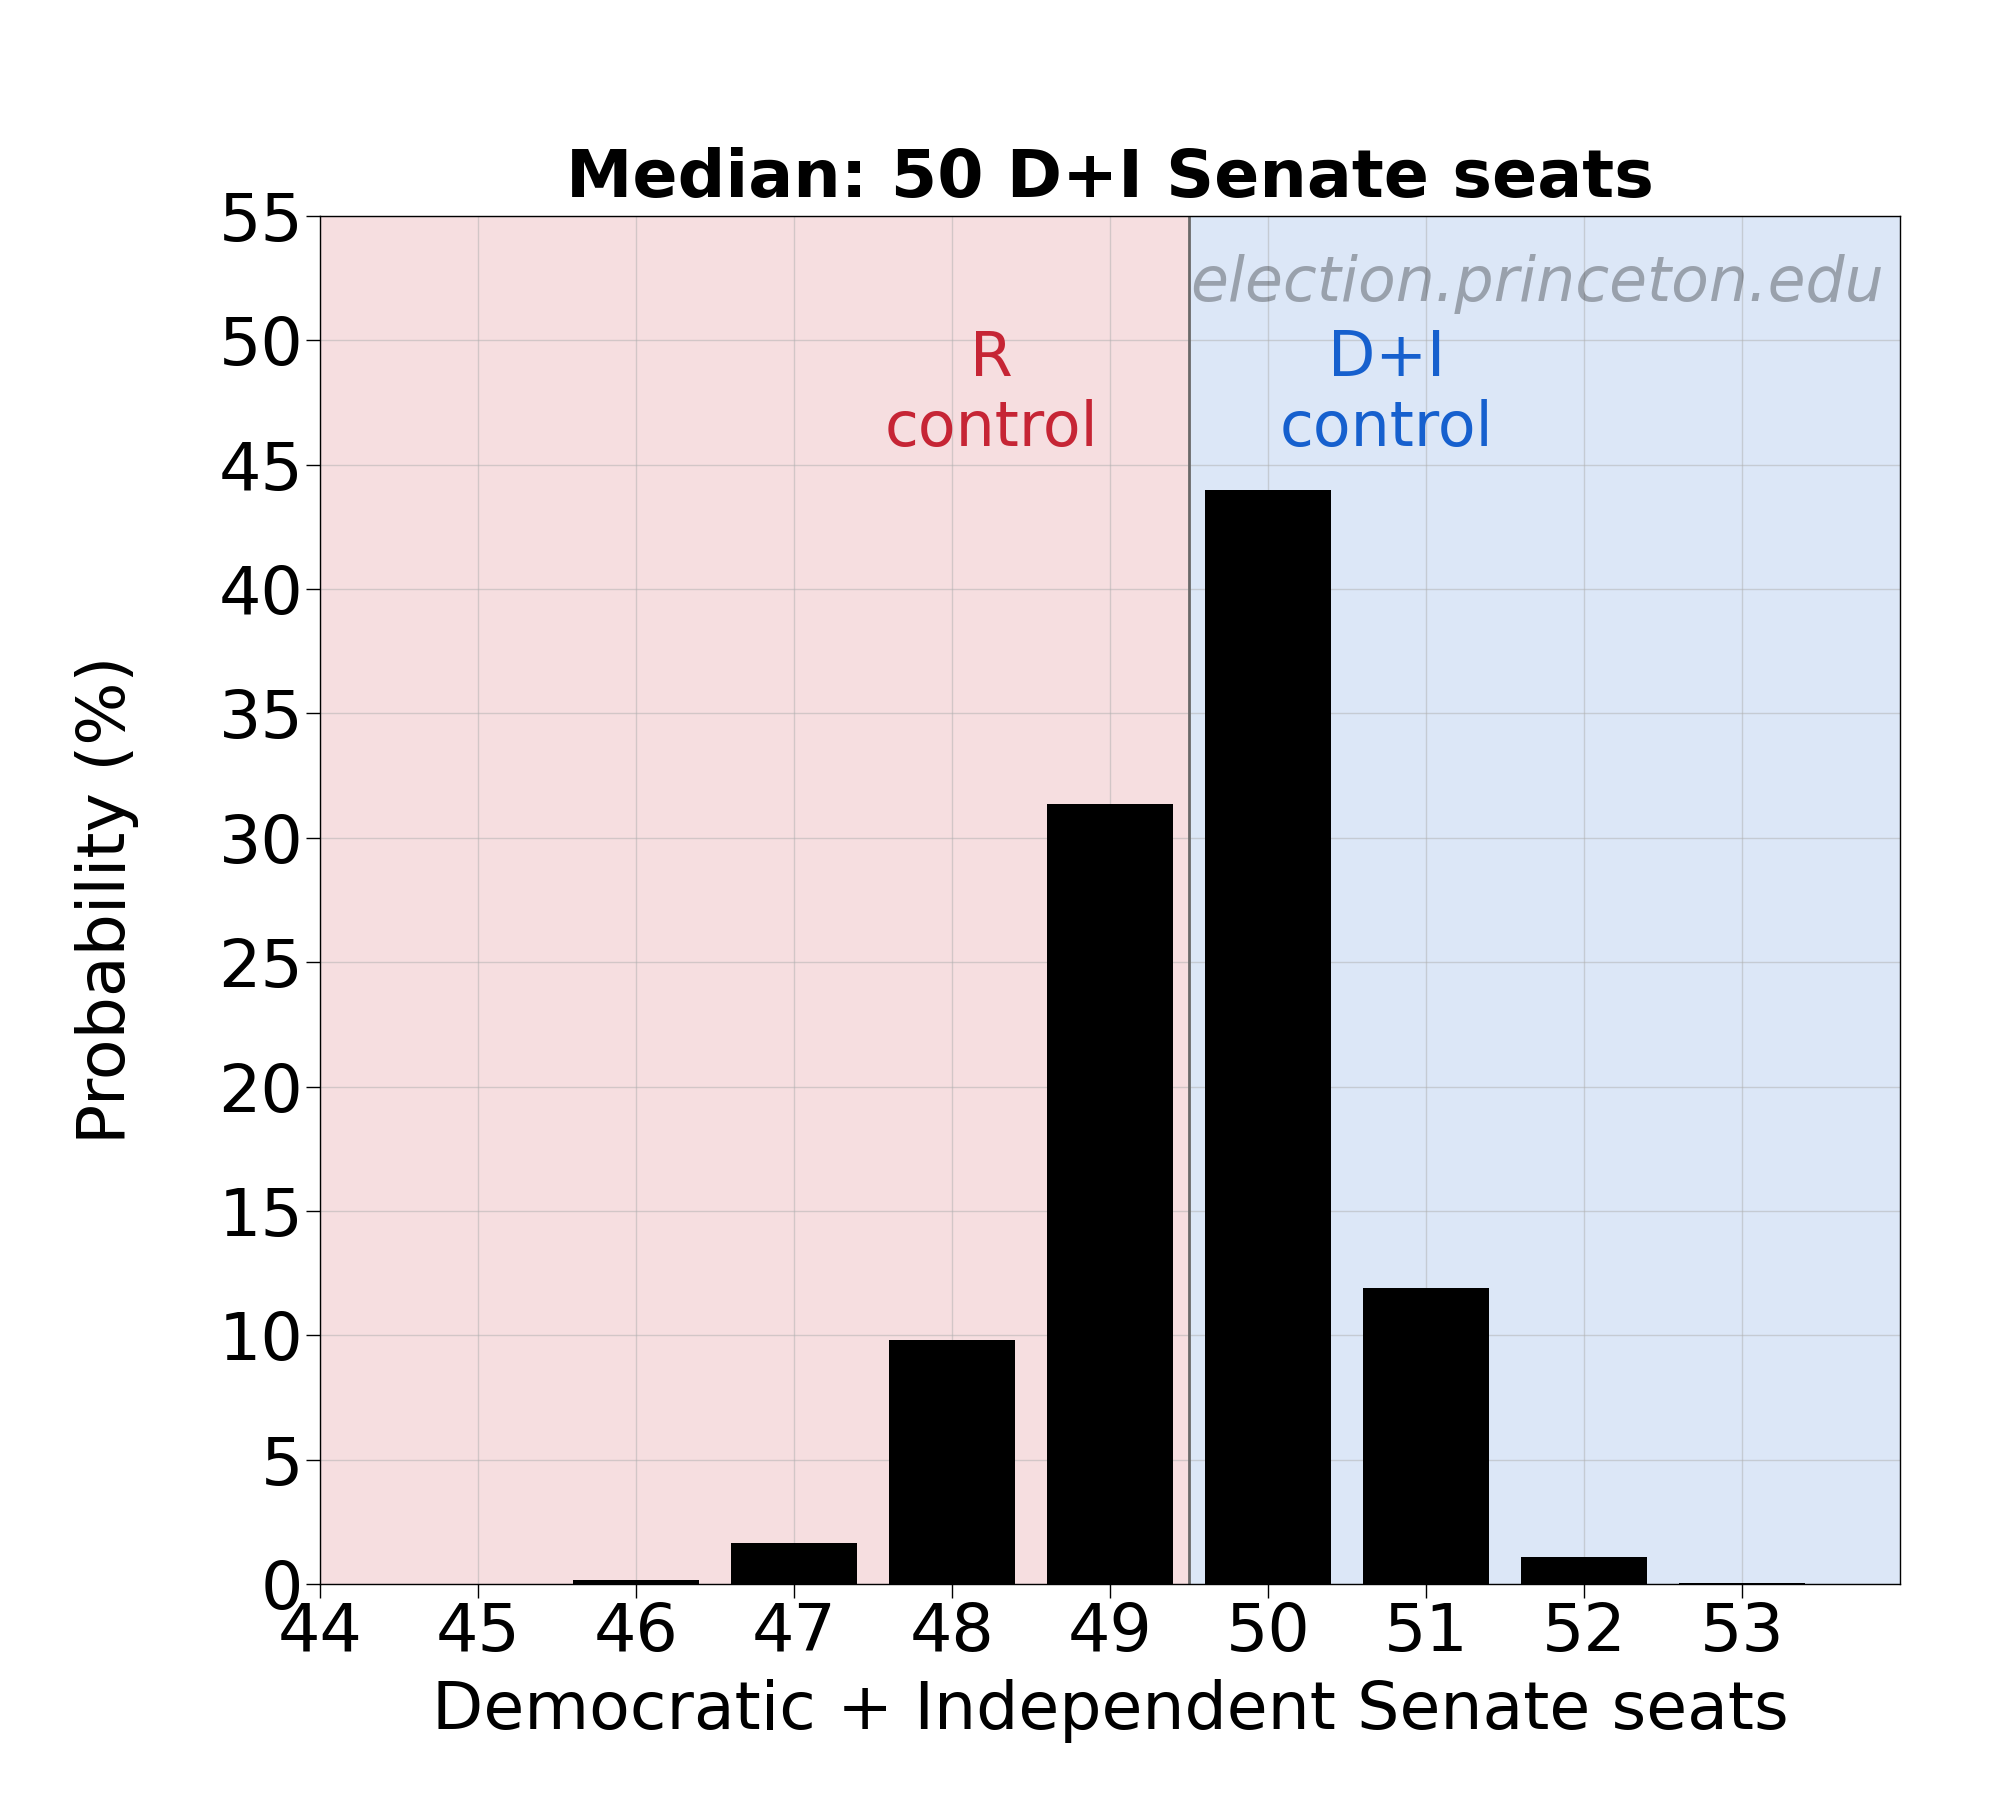 Median: 50 D+I Senate seats
election.princeton.edu
R
control
D+I
control
55
50
45
40
35
30
25
20
15
10
5
0
Probability (%)
44 45 46 47 48 49 50 51 52 53
Democratic + Independent Senate seats